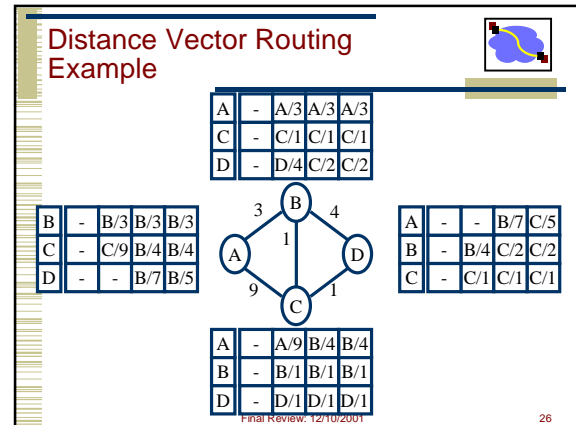 Distance Vector Routing
Example
A - A/3 A/3 A/3
C - C/1 C/1 C/1
D - D/4 C/2 C/2
B - B/3 B/3 B/3
C - C/9 B/4 B/4
D - - B/7 B/5
3 B 4
A 1 D
9 C 1
A - - B/7 C/5
B - B/4 C/2 C/2
C - C/1 C/1 C/1
A - A/9 B/4 B/4
B - B/1 B/1 B/1
D - D/1 D/1 D/1
Final Review: 12/10/2001 26